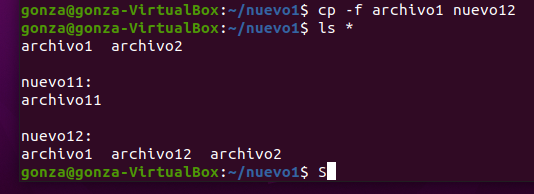 gonza@gonza-VirtualBox:~/nuevo1$ cp -f archivo1 nuevo12
gonza@gonza-VirtualBox:~/nuevo1$ ls *
archivo1  archivo2

nuevo11:
archivo11

nuevo12:
archivo1  archivo12  archivo2
gonza@gonza-VirtualBox:~/nuevo1$ S